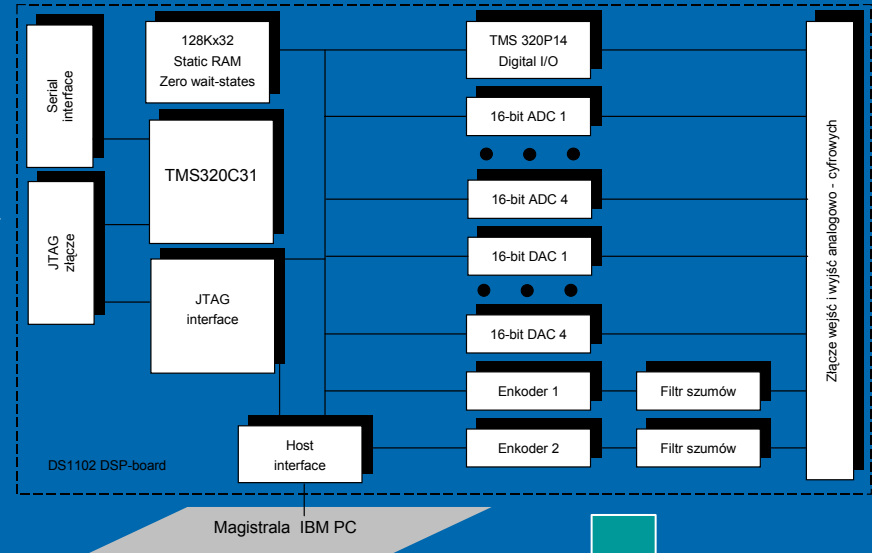 Serial
interface
128Kx32
Static RAM
Zero wait-states
TMS320C31
JTAG
złącze
JTAG
interface
Host
interface
DS1102 DSP-board
TMS 320P14
Digital I/O
16-bit ADC 1
16-bit ADC 4
16-bit DAC 1
16-bit DAC 4
Enkoder 1
Filtr szumów
Enkoder 2
Filtr szumów
Złącze wejść i wyjść analogowo - cyfrowych
Magistrala IBM PC